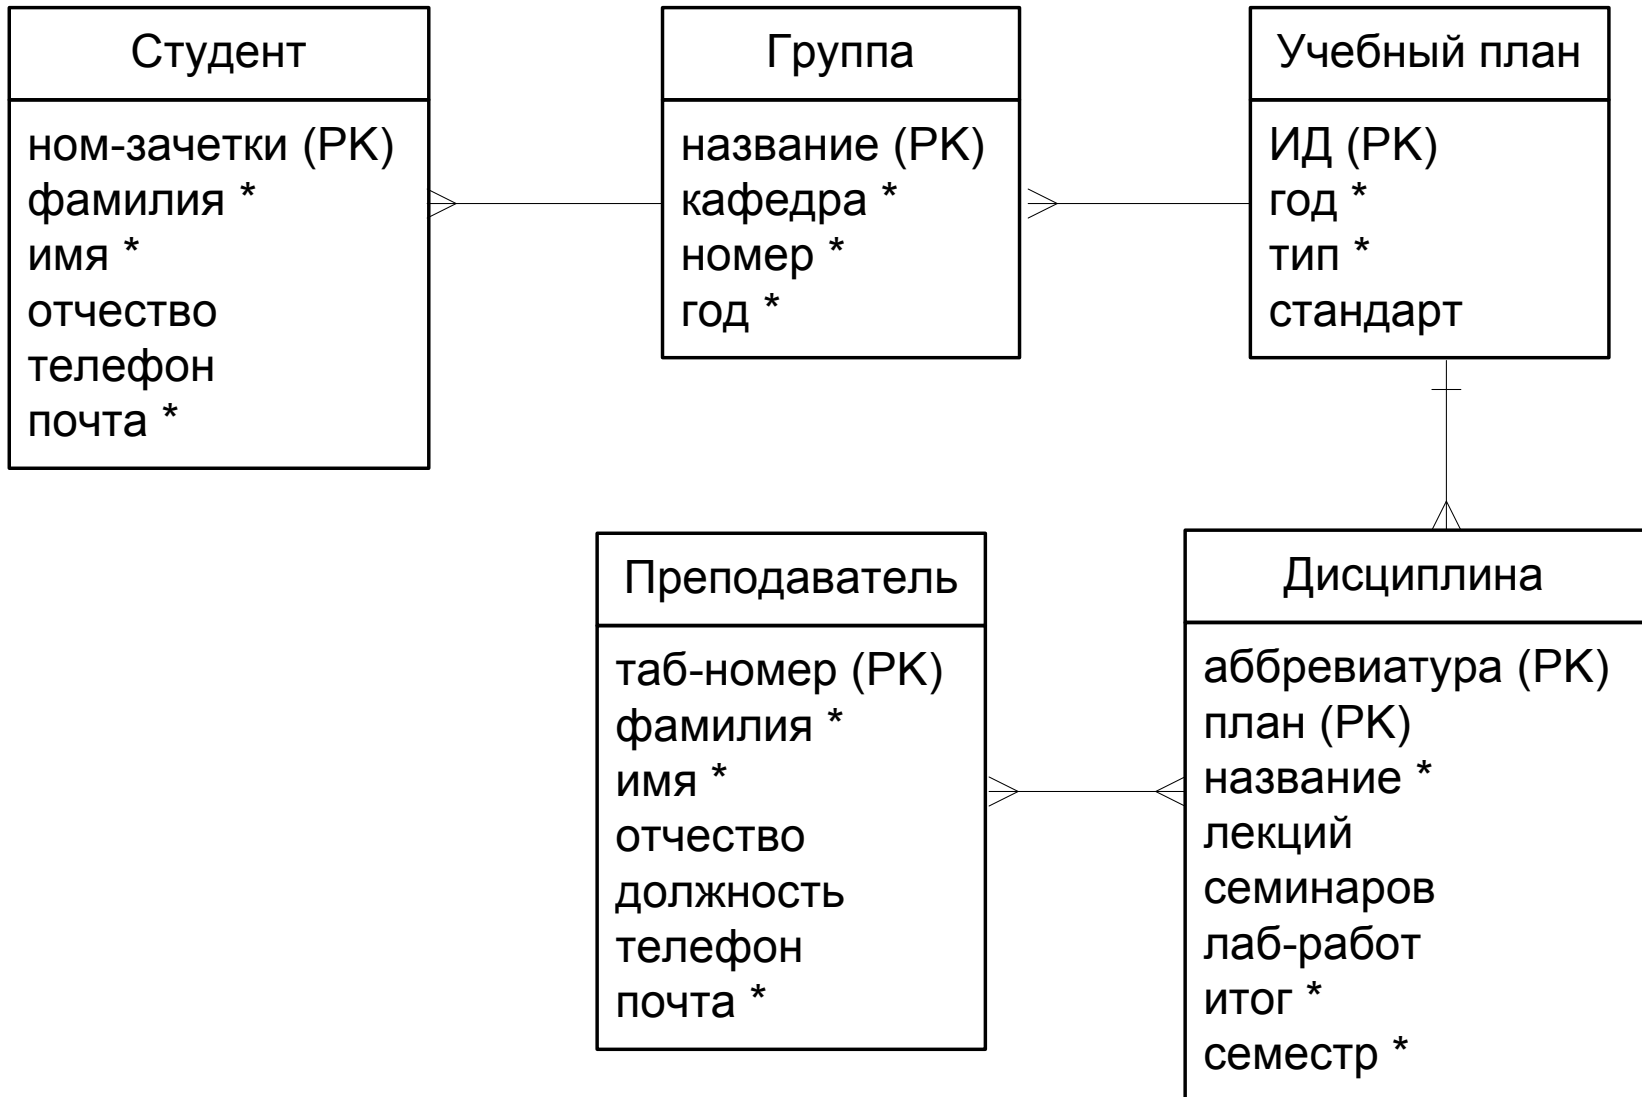 Студент
ном-зачетки (PK)
фамилия *
имя *
отчество
телефон
почта *
Группа
название (PK)
кафедра *
номер *
год *
Учебный план
ИД (PK)
год *
тип *
стандарт
Преподаватель
таб-номер (PK)
фамилия *
имя *
отчество
должность
телефон
почта *
Дисциплина
аббревиатура (PK)
план (PK)
название *
лекций
семинаров
лаб-работ
итог *
семестр *